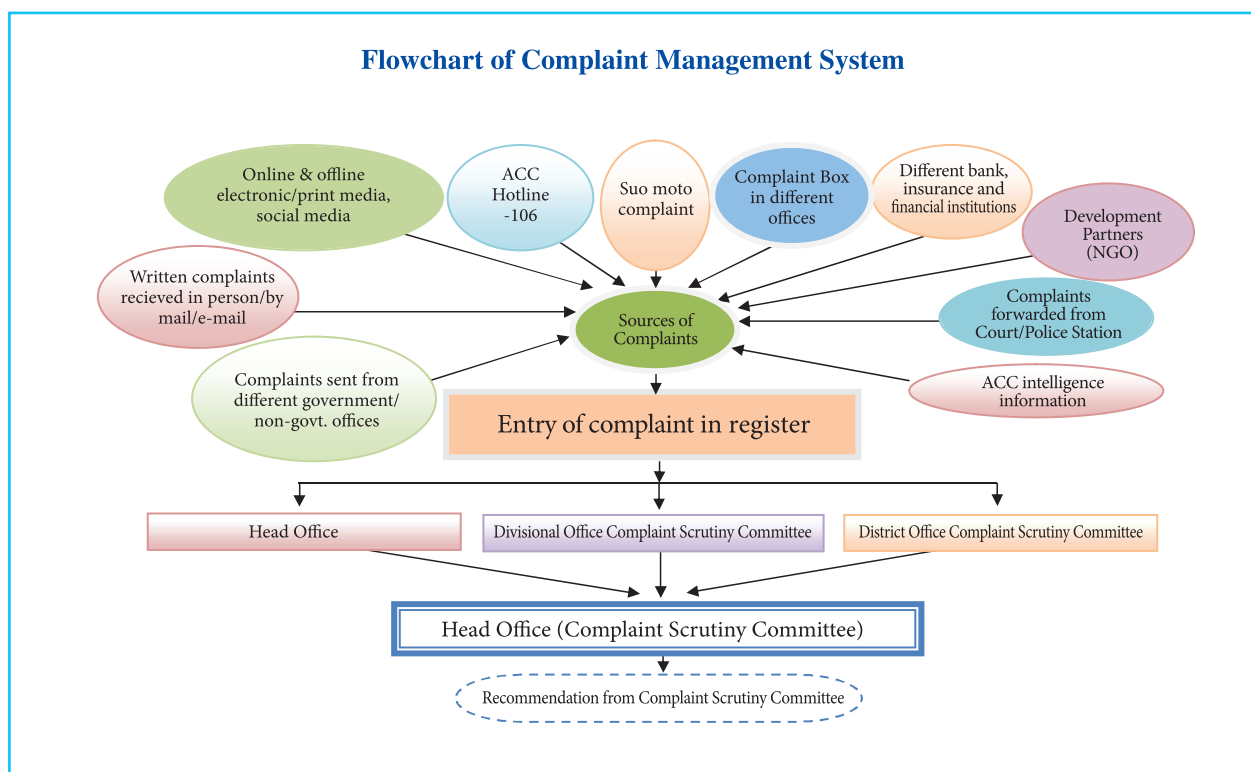 Flowchart of Complaint Management System
Online & offline
electronic/print media,
social media
ACC
Hotline
-106
Suo moto
complaint
Complaint Box
in different
offices
Different bank,
insurance and
financial institutions
Development
Partners
(NGO)
Written complaints
recieved in person/by
mail/e-mail
Sources of
Complaints
Complaints
forwarded from
Court/Police Station
Complaints sent from
different government/
non-govt. offices
ACC intelligence
information
Entry of complaint in register
Head Office
Divisional Office Complaint Scrutiny Committee
District Office Complaint Scrutiny Committee
Head Office (Complaint Scrutiny Committee)
Recommendation from Complaint Scrutiny Committee